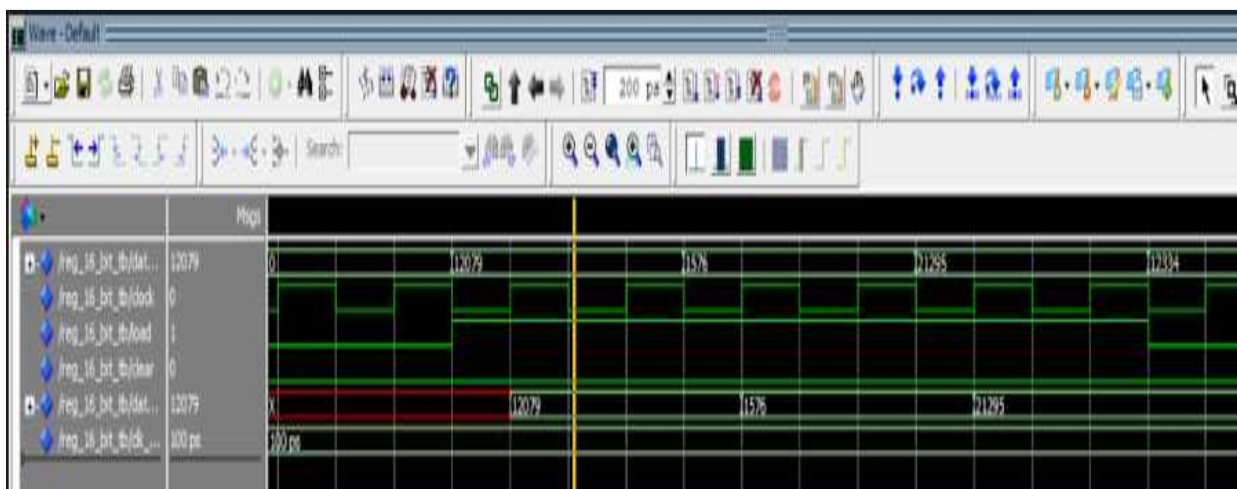 Wave - Default
200 ps
Search:
Msgs
/reg_16_bit_tb/dat... 12079 0 12079 1576 21295 12334
/reg_16_bit_tb/clock 0
/reg_16_bit_tb/load 1
/reg_16_bit_tb/clear 0
/reg_16_bit_tb/dat... 12079 X 12079 1576 21295
/reg_16_bit_tb/clk_... 100 ps 100 ps